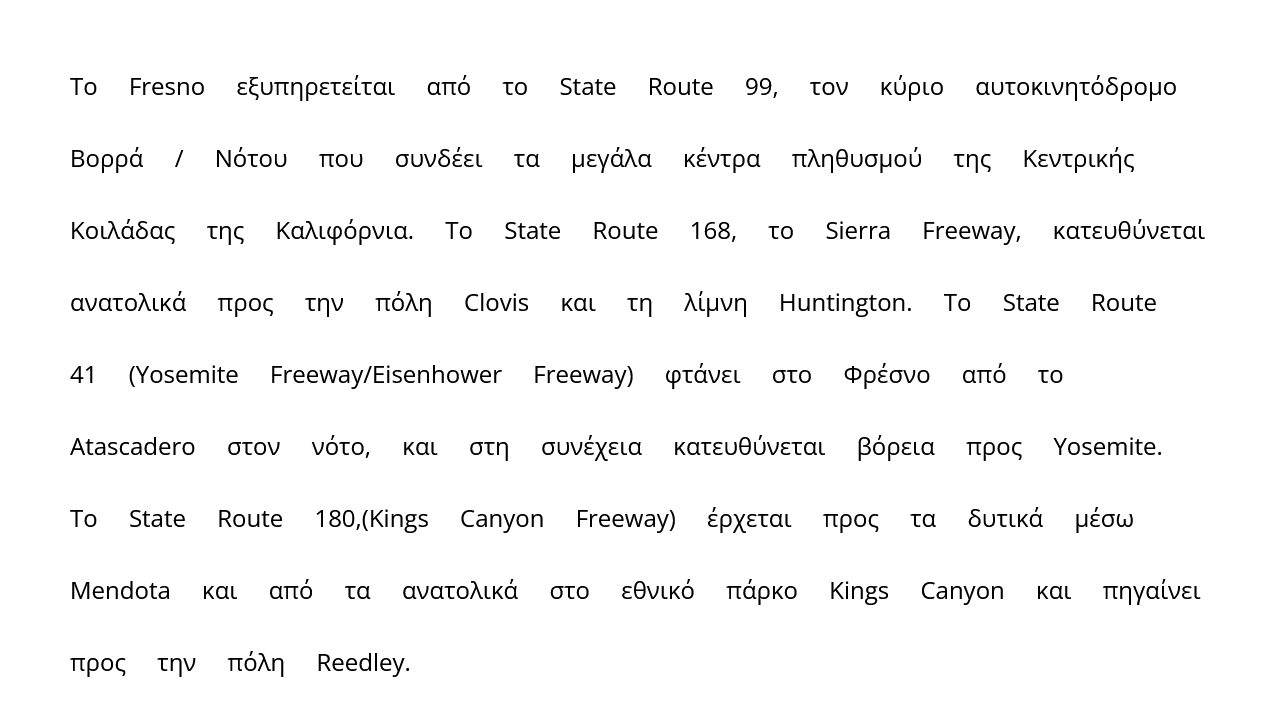 Το Fresno εξυπηρετείται από το State Route 99, τον κύριο αυτοκινητόδρομο
Βορρά / Νότου που συνδέει τα μεγάλα κέντρα πληθυσμού της Κεντρικής
Κοιλάδας της Καλιφόρνια. Το State Route 168, το Sierra Freeway, κατευθύνεται
ανατολικά προς την πόλη Clovis και τη λίμνη Huntington. Το State Route
41 (Yosemite Freeway/Eisenhower Freeway) φτάνει στο Φρέσνο από το
Atascadero στον νότο, και στη συνέχεια κατευθύνεται βόρεια προς Yosemite.
Το State Route 180,(Kings Canyon Freeway) έρχεται προς τα δυτικά μέσω
Mendota και από τα ανατολικά στο εθνικό πάρκο Kings Canyon και πηγαίνει
προς την πόλη Reedley.